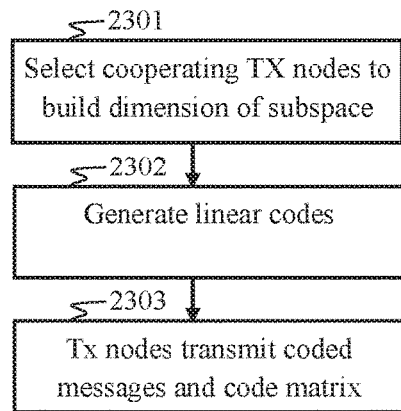 2301
Select cooperating TX nodes to
build dimension of subspace
2302
Generate linear codes
2303
Tx nodes transmit coded
messages and code matrix